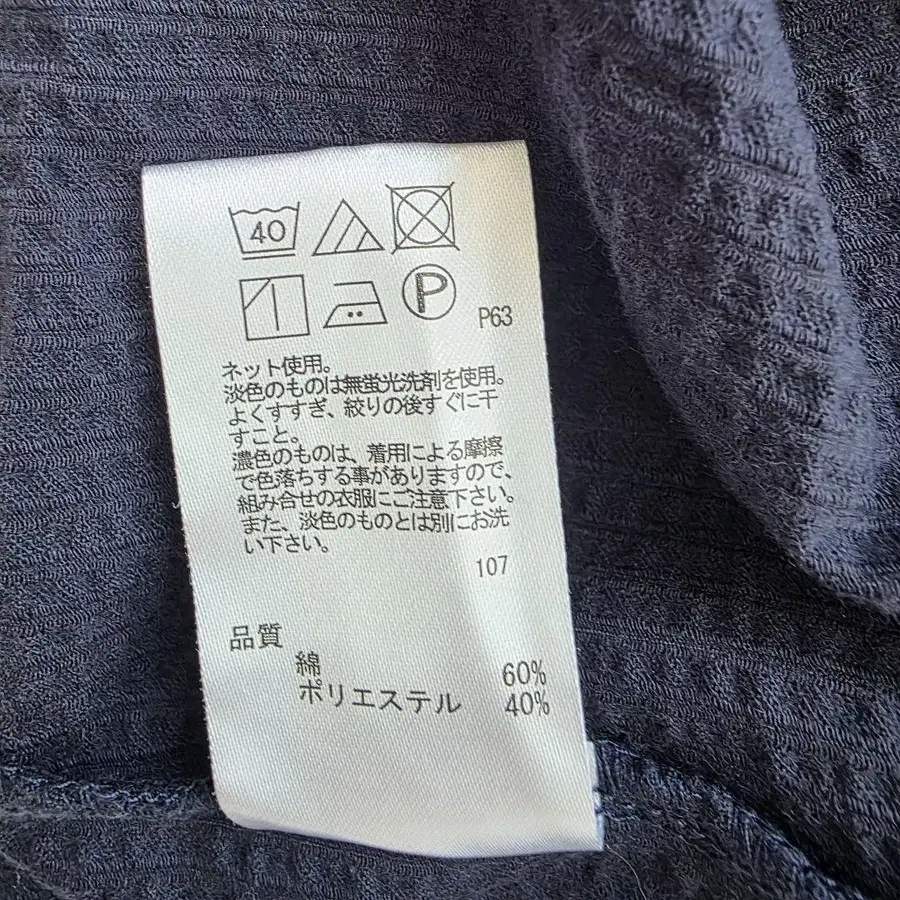 40
P
P63
ネット使用。
淡色のものは無蛍光洗剤を使用。
よくすすぎ、絞りの後すぐに干
すこと。
濃色のものは、着用による摩擦
で色落ちする事がありますので、
組み合せの衣服にご注意下さい。
また、淡色のものとは別にお洗
い下さい。
107
品質
綿 60%
ポリエステル 40%